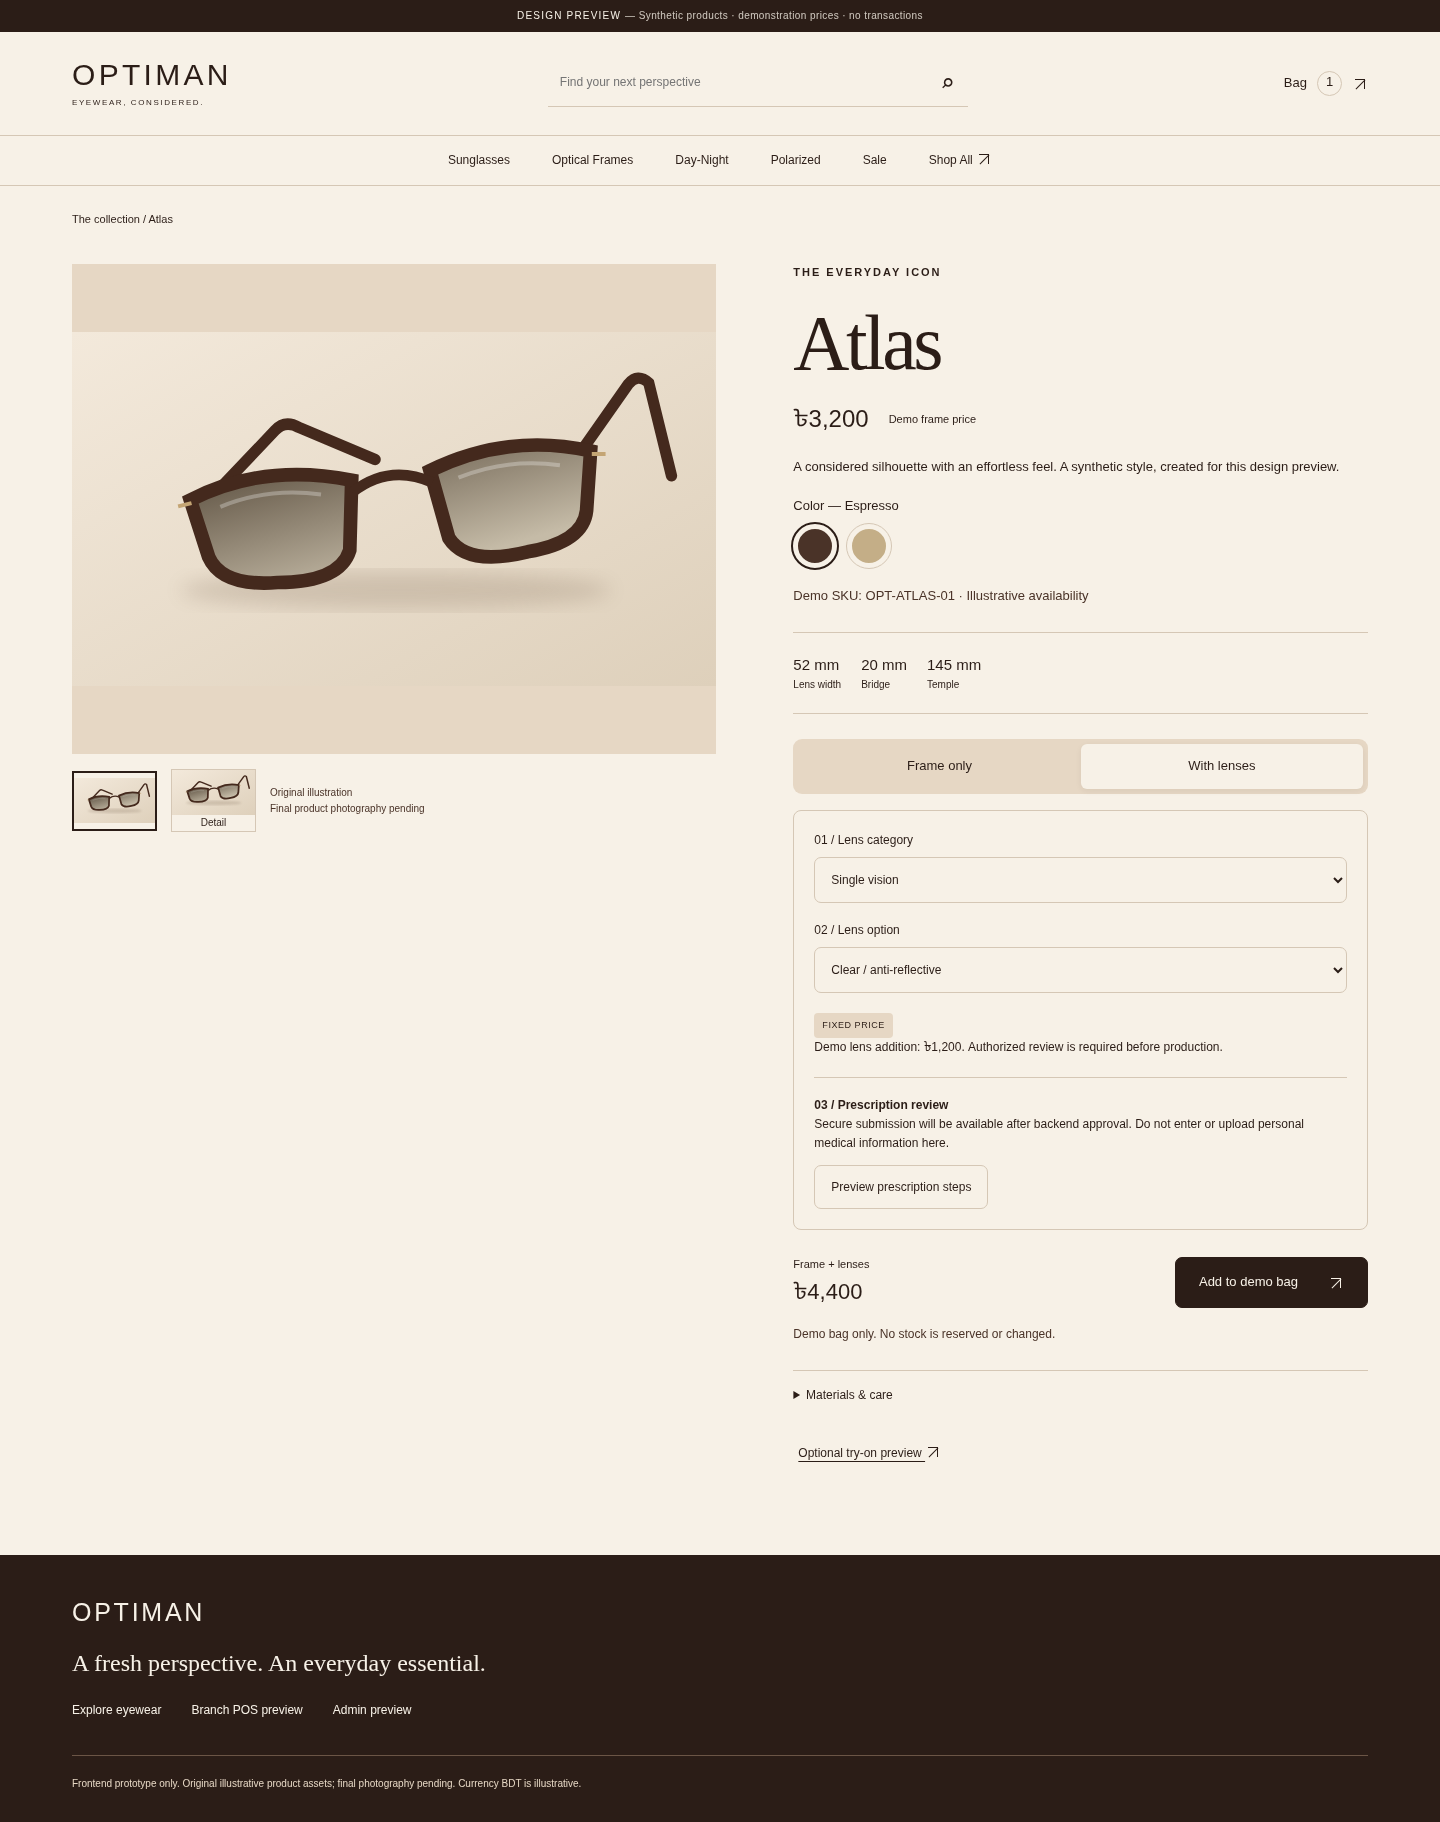 DESIGN PREVIEW — Synthetic products · demonstration prices · no transactions
OPTIMAN
EYEWEAR, CONSIDERED.
Find your next perspective
Bag 1
Sunglasses Optical Frames Day-Night Polarized Sale Shop All
The collection / Atlas
THE EVERYDAY ICON
Atlas
৳3,200 Demo frame price
A considered silhouette with an effortless feel. A synthetic style, created for this design preview.
Color — Espresso
Demo SKU: OPT-ATLAS-01 · Illustrative availability
52 mm 20 mm 145 mm
Lens width Bridge Temple
Frame only With lenses
Original illustration
Final product photography pending
Detail
01 / Lens category
Single vision
02 / Lens option
Clear / anti-reflective
FIXED PRICE
Demo lens addition: ৳1,200. Authorized review is required before production.
03 / Prescription review
Secure submission will be available after backend approval. Do not enter or upload personal
medical information here.
Preview prescription steps
Frame + lenses
৳4,400
Add to demo bag
Demo bag only. No stock is reserved or changed.
Materials & care
Optional try-on preview
OPTIMAN
A fresh perspective. An everyday essential.
Explore eyewear Branch POS preview Admin preview
Frontend prototype only. Original illustrative product assets; final photography pending. Currency BDT is illustrative.